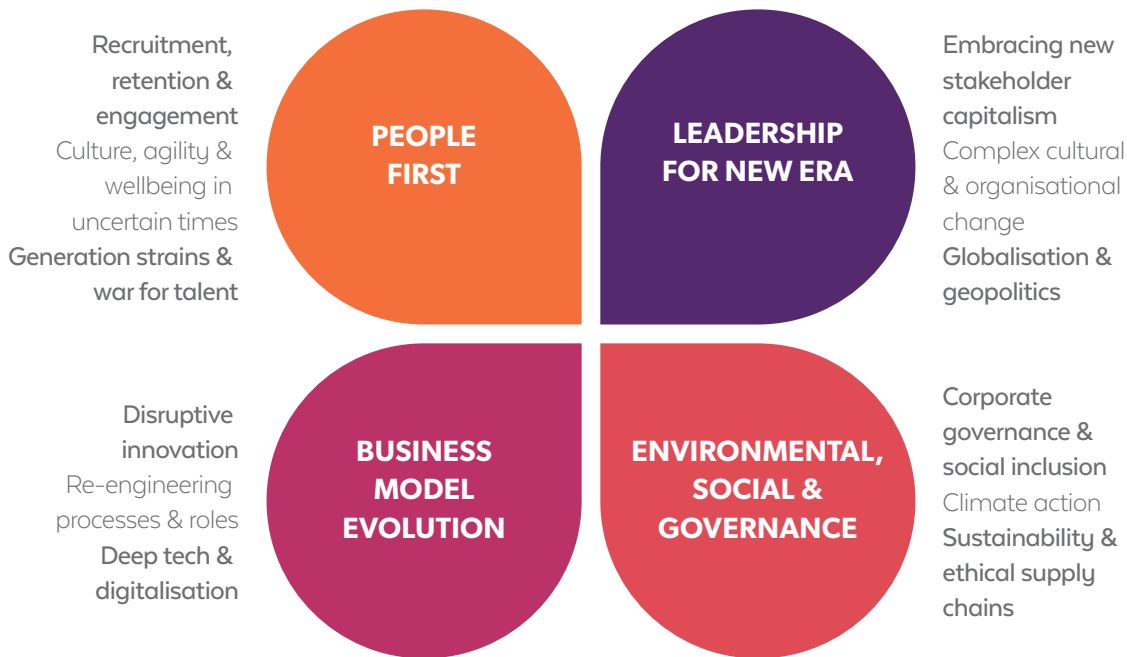 Recruitment,
retention &
engagement
Culture, agility &
wellbeing in
uncertain times
Generation strains &
war for talent
PEOPLE
FIRST
LEADERSHIP
FOR NEW ERA
Embracing new
stakeholder
capitalism
Complex cultural
& organisational
change
Globalisation &
geopolitics
Disruptive
innovation
Re-engineering
processes & roles
Deep tech &
digitalisation
BUSINESS
MODEL
EVOLUTION
ENVIRONMENTAL,
SOCIAL &
GOVERNANCE
Corporate
governance &
social inclusion
Climate action
Sustainability &
ethical supply
chains